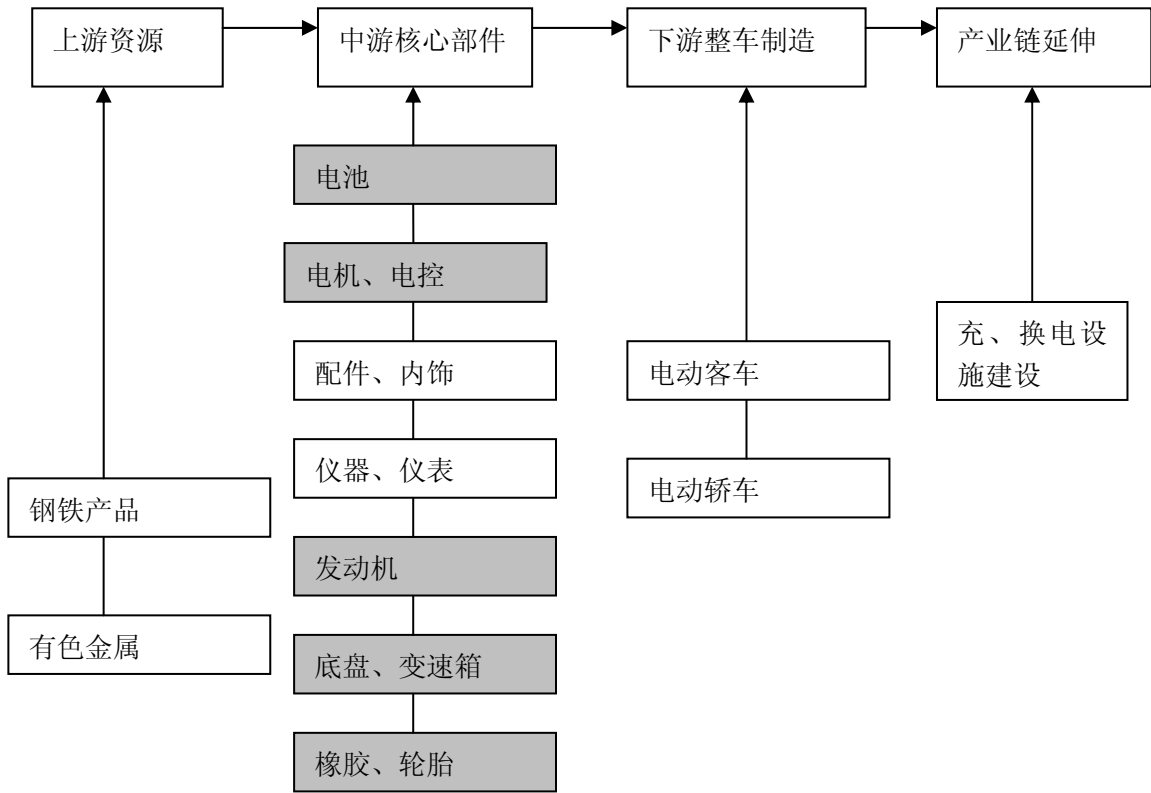 上游资源
中游核心部件
下游整车制造
产业链延伸
电池
电机、电控
配件、内饰
仪器、仪表
发动机
底盘、变速箱
橡胶、轮胎
钢铁产品
有色金属
电动客车
电动轿车
充、换电设
施建设